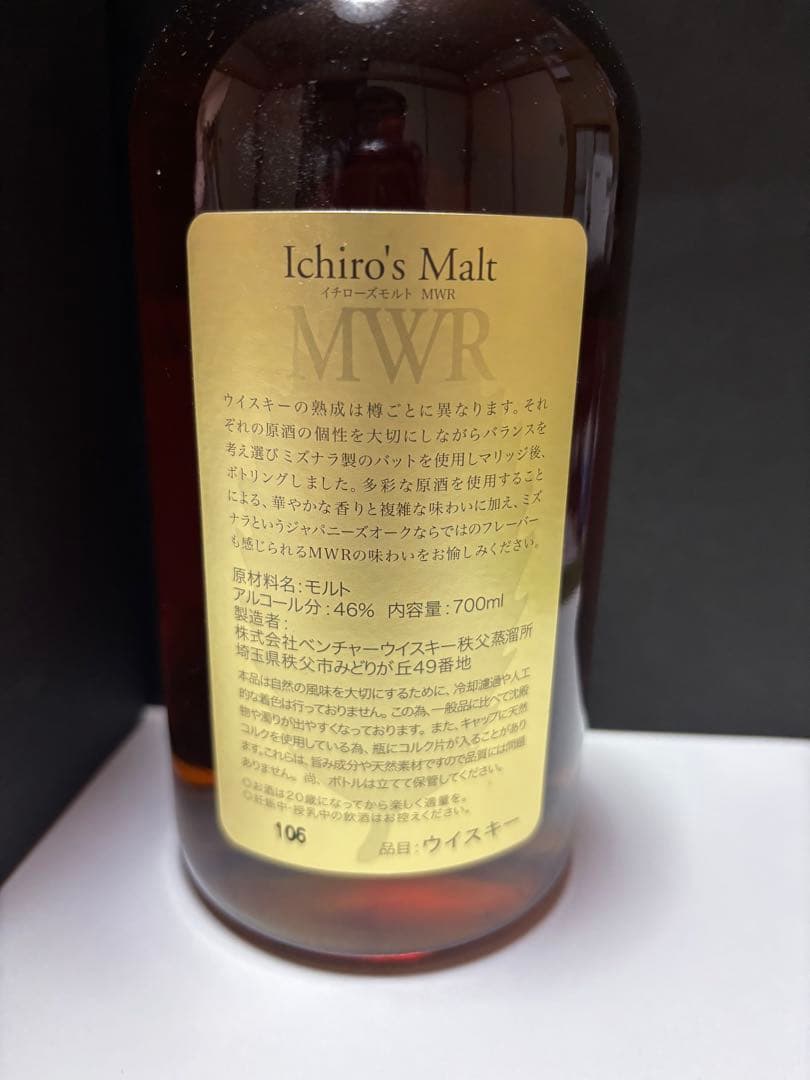 Ichiro's Malt
イチローズモルト MWR
MWR
ウイスキーの熟成は樽ごとに異なります。それ
ぞれの原酒の個性を大切にしながらバランスを
考え選びミズナラ製のバットを使用しマリッジ後、
ボトリングしました。多彩な原酒を使用すること
による、華やかな香りと複雑な味わいに加え、ミズ
ナラというジャパニーズオークならではのフレーバー
も感じられるMWRの味わいをお愉しみください。
原材料名:モルト
アルコール分:46% 内容量:700ml
製造者:
株式会社ベンチャーウイスキー秩父蒸溜所
埼玉県秩父市みどりが丘49番地
本品は自然の風味を大切にするために、冷却濾過や人工
的な着色は行っておりません。この為、一般品に比べて沈殿
物や濁りが出やすくなっております。また、キャップに天然
コルクを使用している為、瓶にコルク片が入ることがあり
ます。これらは、旨み成分や天然素材ですので品質には問題
ありません。尚、ボトルは立てて保管してください。
◎お酒は20歳になってから楽しく適量を。
◎妊娠中・授乳中の飲酒はお控えください。
106
品目:ウイスキー